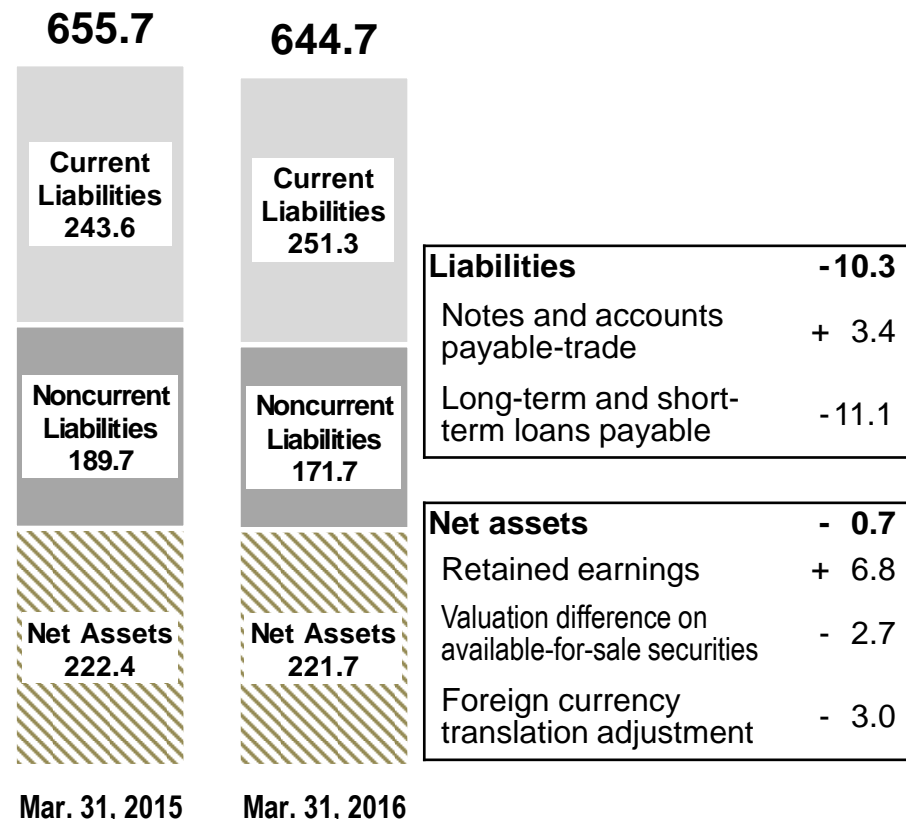 655.7
644.7
Current
Liabilities
243.6
Current
Liabilities
251.3
Noncurrent
Liabilities
189.7
Noncurrent
Liabilities
171.7
Net Assets
222.4
Net Assets
221.7
Mar. 31, 2015
Mar. 31, 2016
Liabilities -10.3
Notes and accounts
payable-trade + 3.4
Long-term and short-
term loans payable -11.1
Net assets - 0.7
Retained earnings + 6.8
Valuation difference on
available-for-sale securities - 2.7
Foreign currency
translation adjustment - 3.0